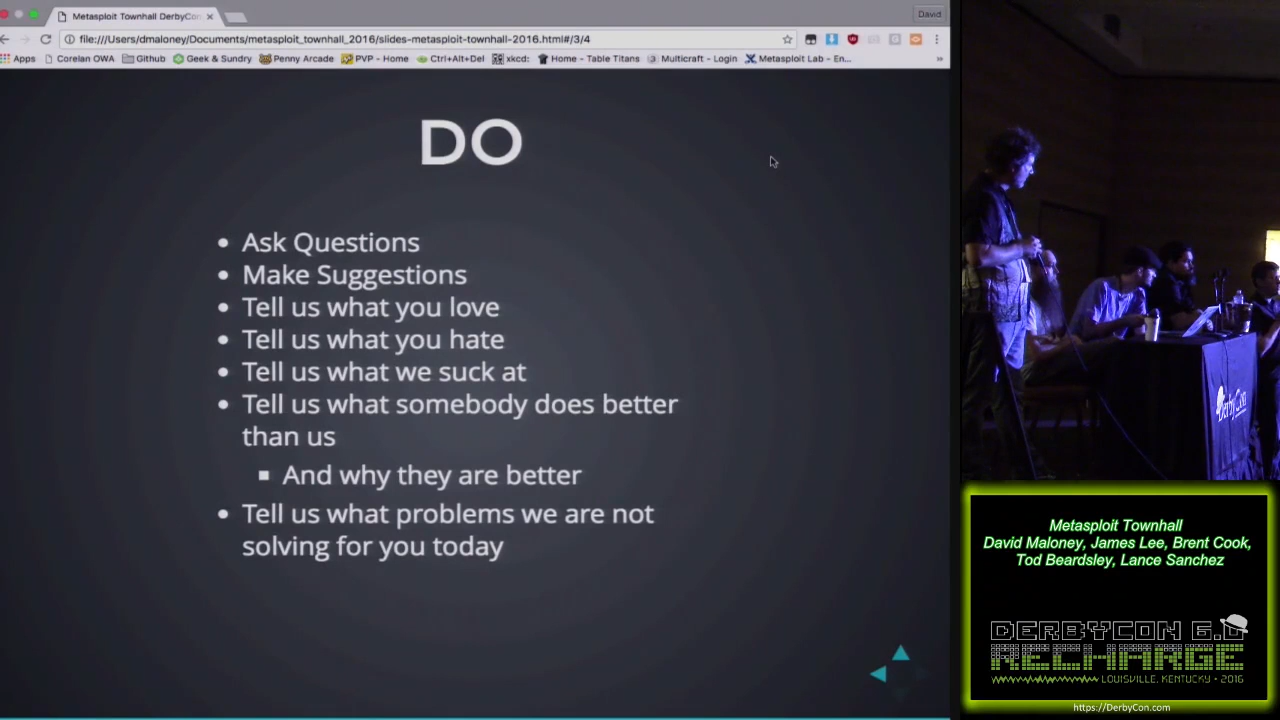 Metasploit Townhall DerbyCon
David
file:///Users/dmaloney/Documents/metasploit_townhall_2016/slides-metasploit-townhall-2016.html#/3/4
Apps Corelan OWA Github Geek & Sundry Penny Arcade PVP - Home Ctrl+Alt+Del xkcd: Home - Table Titans Multicraft - Login Metasploit Lab - En... »
DO
• Ask Questions
• Make Suggestions
• Tell us what you love
• Tell us what you hate
• Tell us what we suck at
• Tell us what somebody does better
than us
▪ And why they are better
• Tell us what problems we are not
solving for you today
DerbyCon
Metasploit Townhall
David Maloney, James Lee, Brent Cook,
Tod Beardsley, Lance Sanchez
DERBYCON 6.0
RECHARGE
LOUISVILLE, KENTUCKY • 2016
https://DerbyCon.com